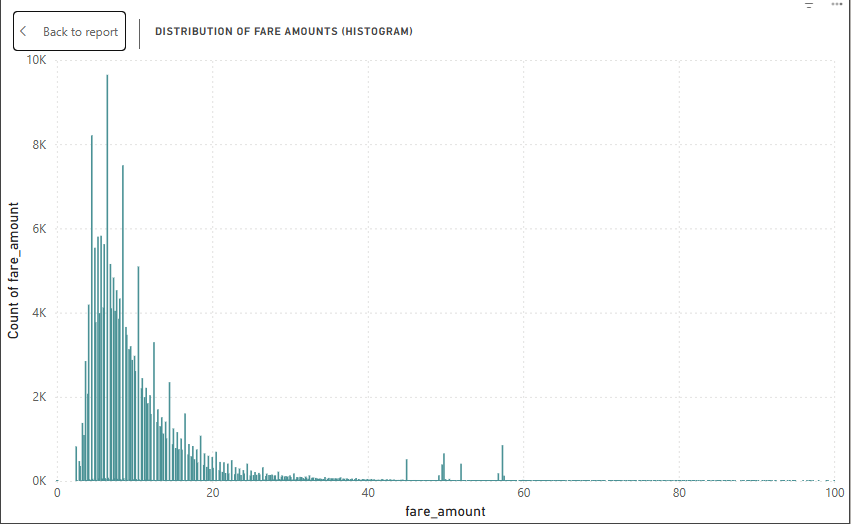 Back to report
DISTRIBUTION OF FARE AMOUNTS (HISTOGRAM)
10K
8K
6K
4K
2K
0K
Count of fare_amount
0 20 40 60 80 100
fare_amount